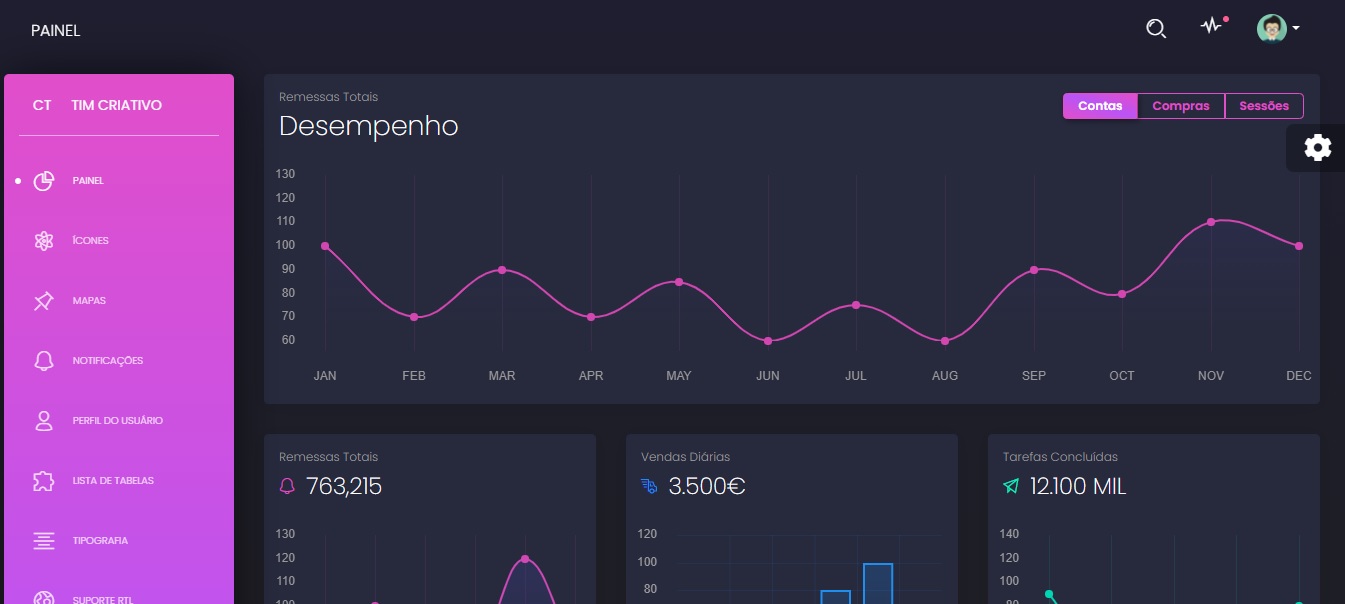 PAINEL
CT TIM CRIATIVO
PAINEL
ÍCONES
MAPAS
NOTIFICAÇÕES
PERFIL DO USUÁRIO
LISTA DE TABELAS
TIPOGRAFIA
SUPORTE RTL
Remessas Totais
Desempenho
Contas Compras Sessões
130
120
110
100
90
80
70
60
JAN FEB MAR APR MAY JUN JUL AUG SEP OCT NOV DEC
Remessas Totais
763,215
130
120
110
100
Vendas Diárias
3.500€
120
100
80
Tarefas Concluídas
12.100 MIL
140
120
100
80